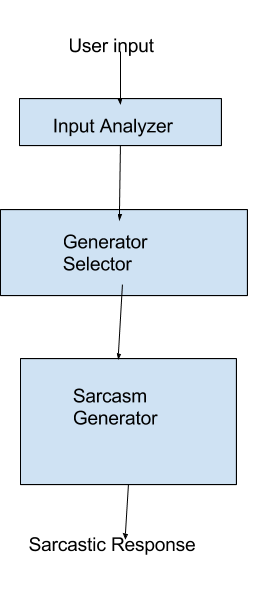 User input
Input Analyzer
Generator
Selector
Sarcasm
Generator
Sarcastic Response